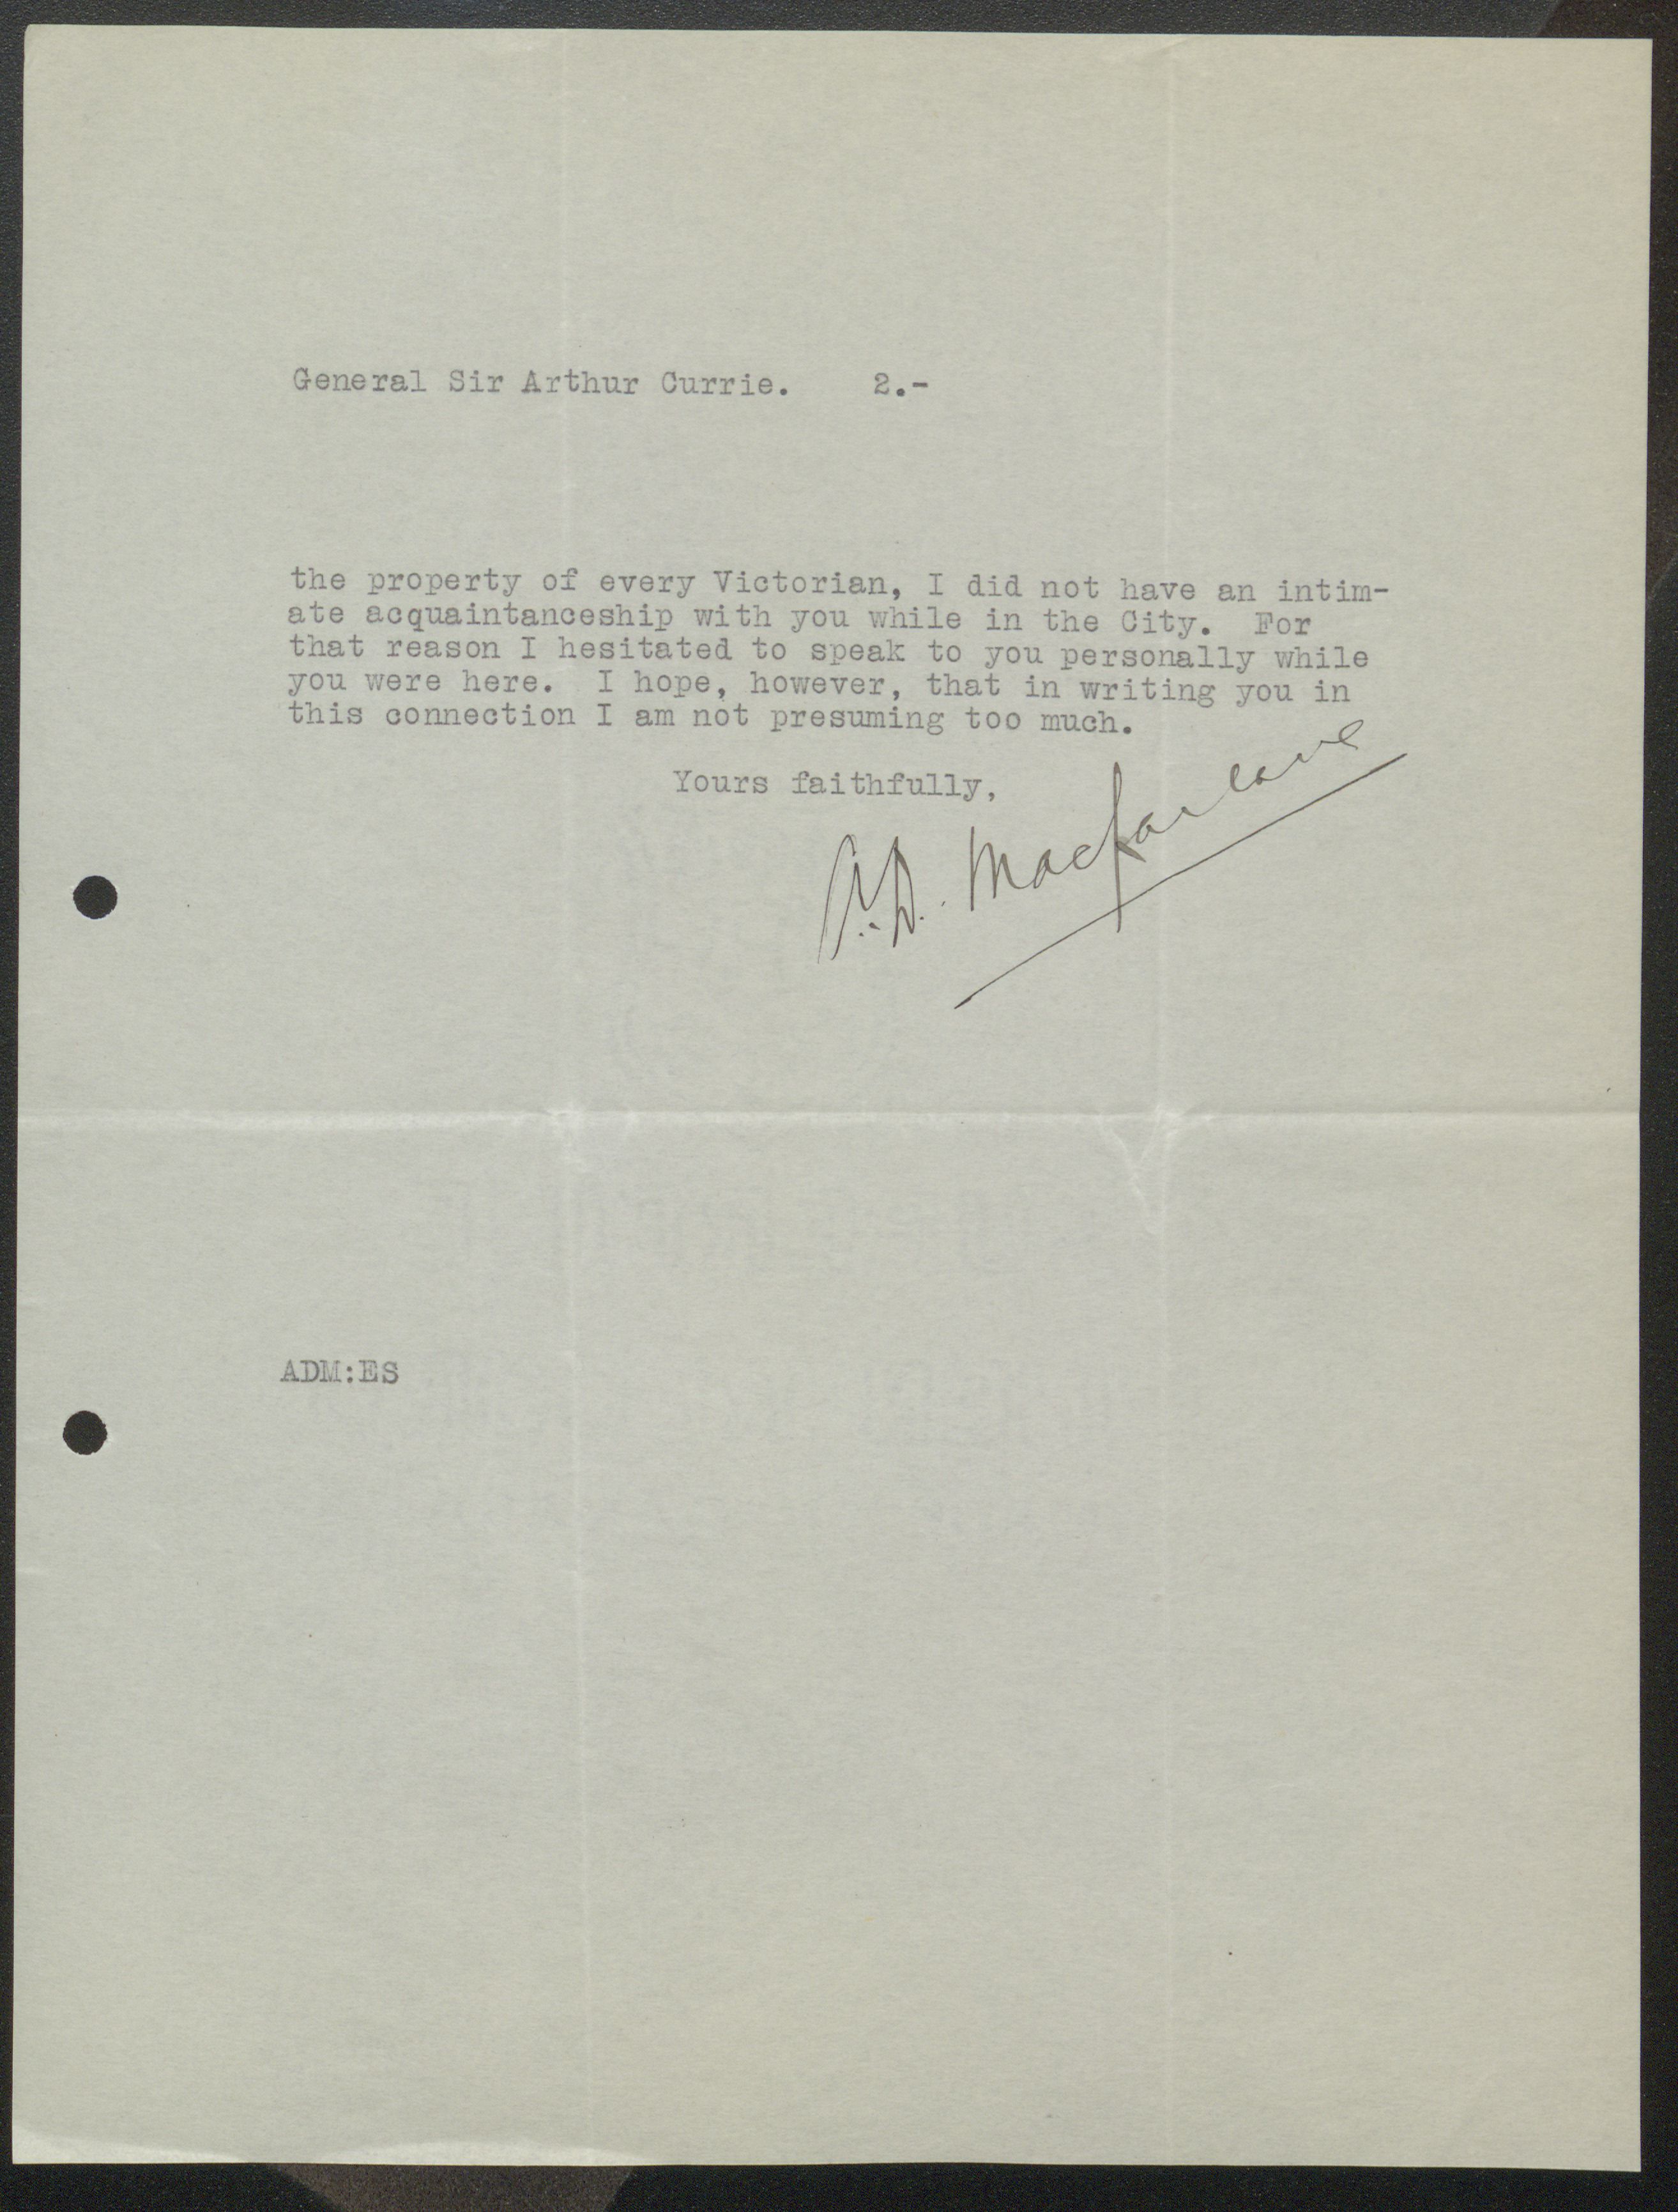 General Sir Arthur Currie. 2.-
the property of every Victorian, I did not have an intim-
ate acquaintanceship with you while in the City. For
that reason I hesitated to speak to you personally while
you were here. I hope, however, that in writing you in
this connection I am not presuming too much.
Yours faithfully,
A.D. Macfarlane
ADM:ES